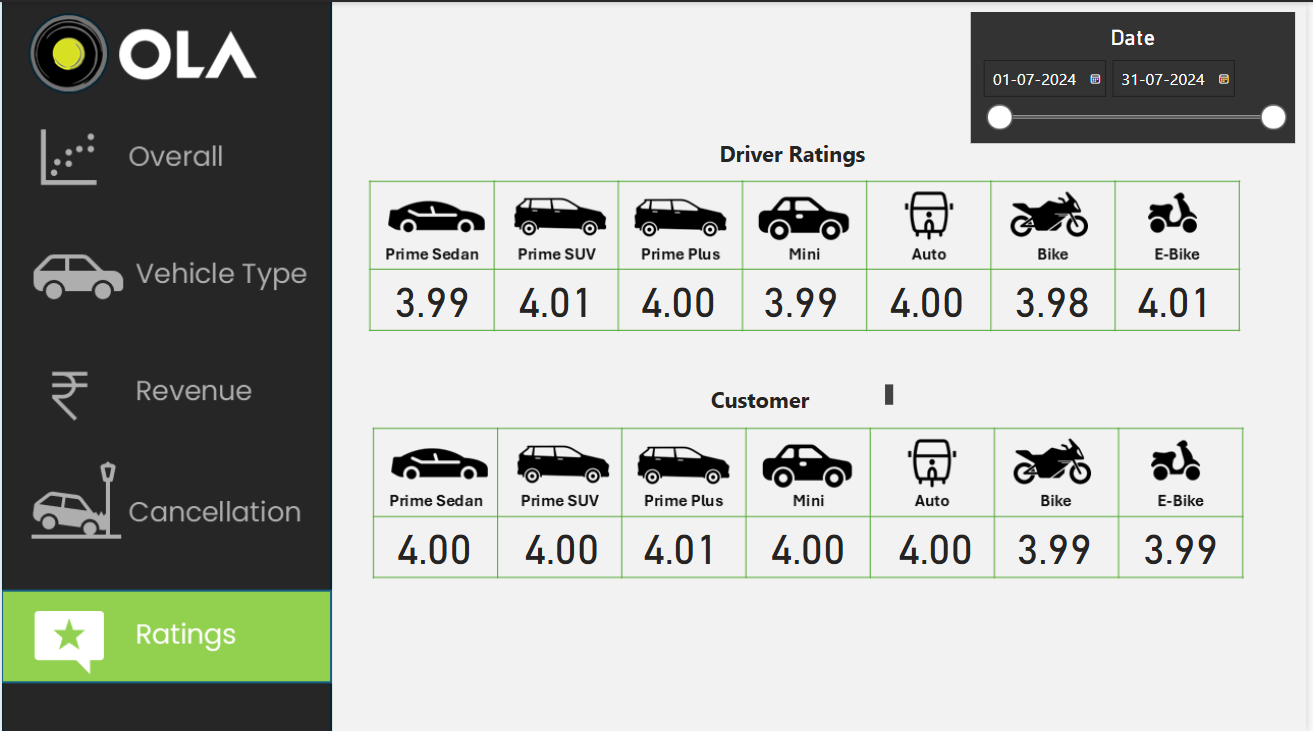 OLA
Overall
Vehicle Type
Revenue
Cancellation
Ratings
Date
01-07-2024 31-07-2024
Driver Ratings
Prime Sedan Prime SUV Prime Plus Mini Auto Bike E-Bike
3.99 4.01 4.00 3.99 4.00 3.98 4.01
Customer
Prime Sedan Prime SUV Prime Plus Mini Auto Bike E-Bike
4.00 4.00 4.01 4.00 4.00 3.99 3.99